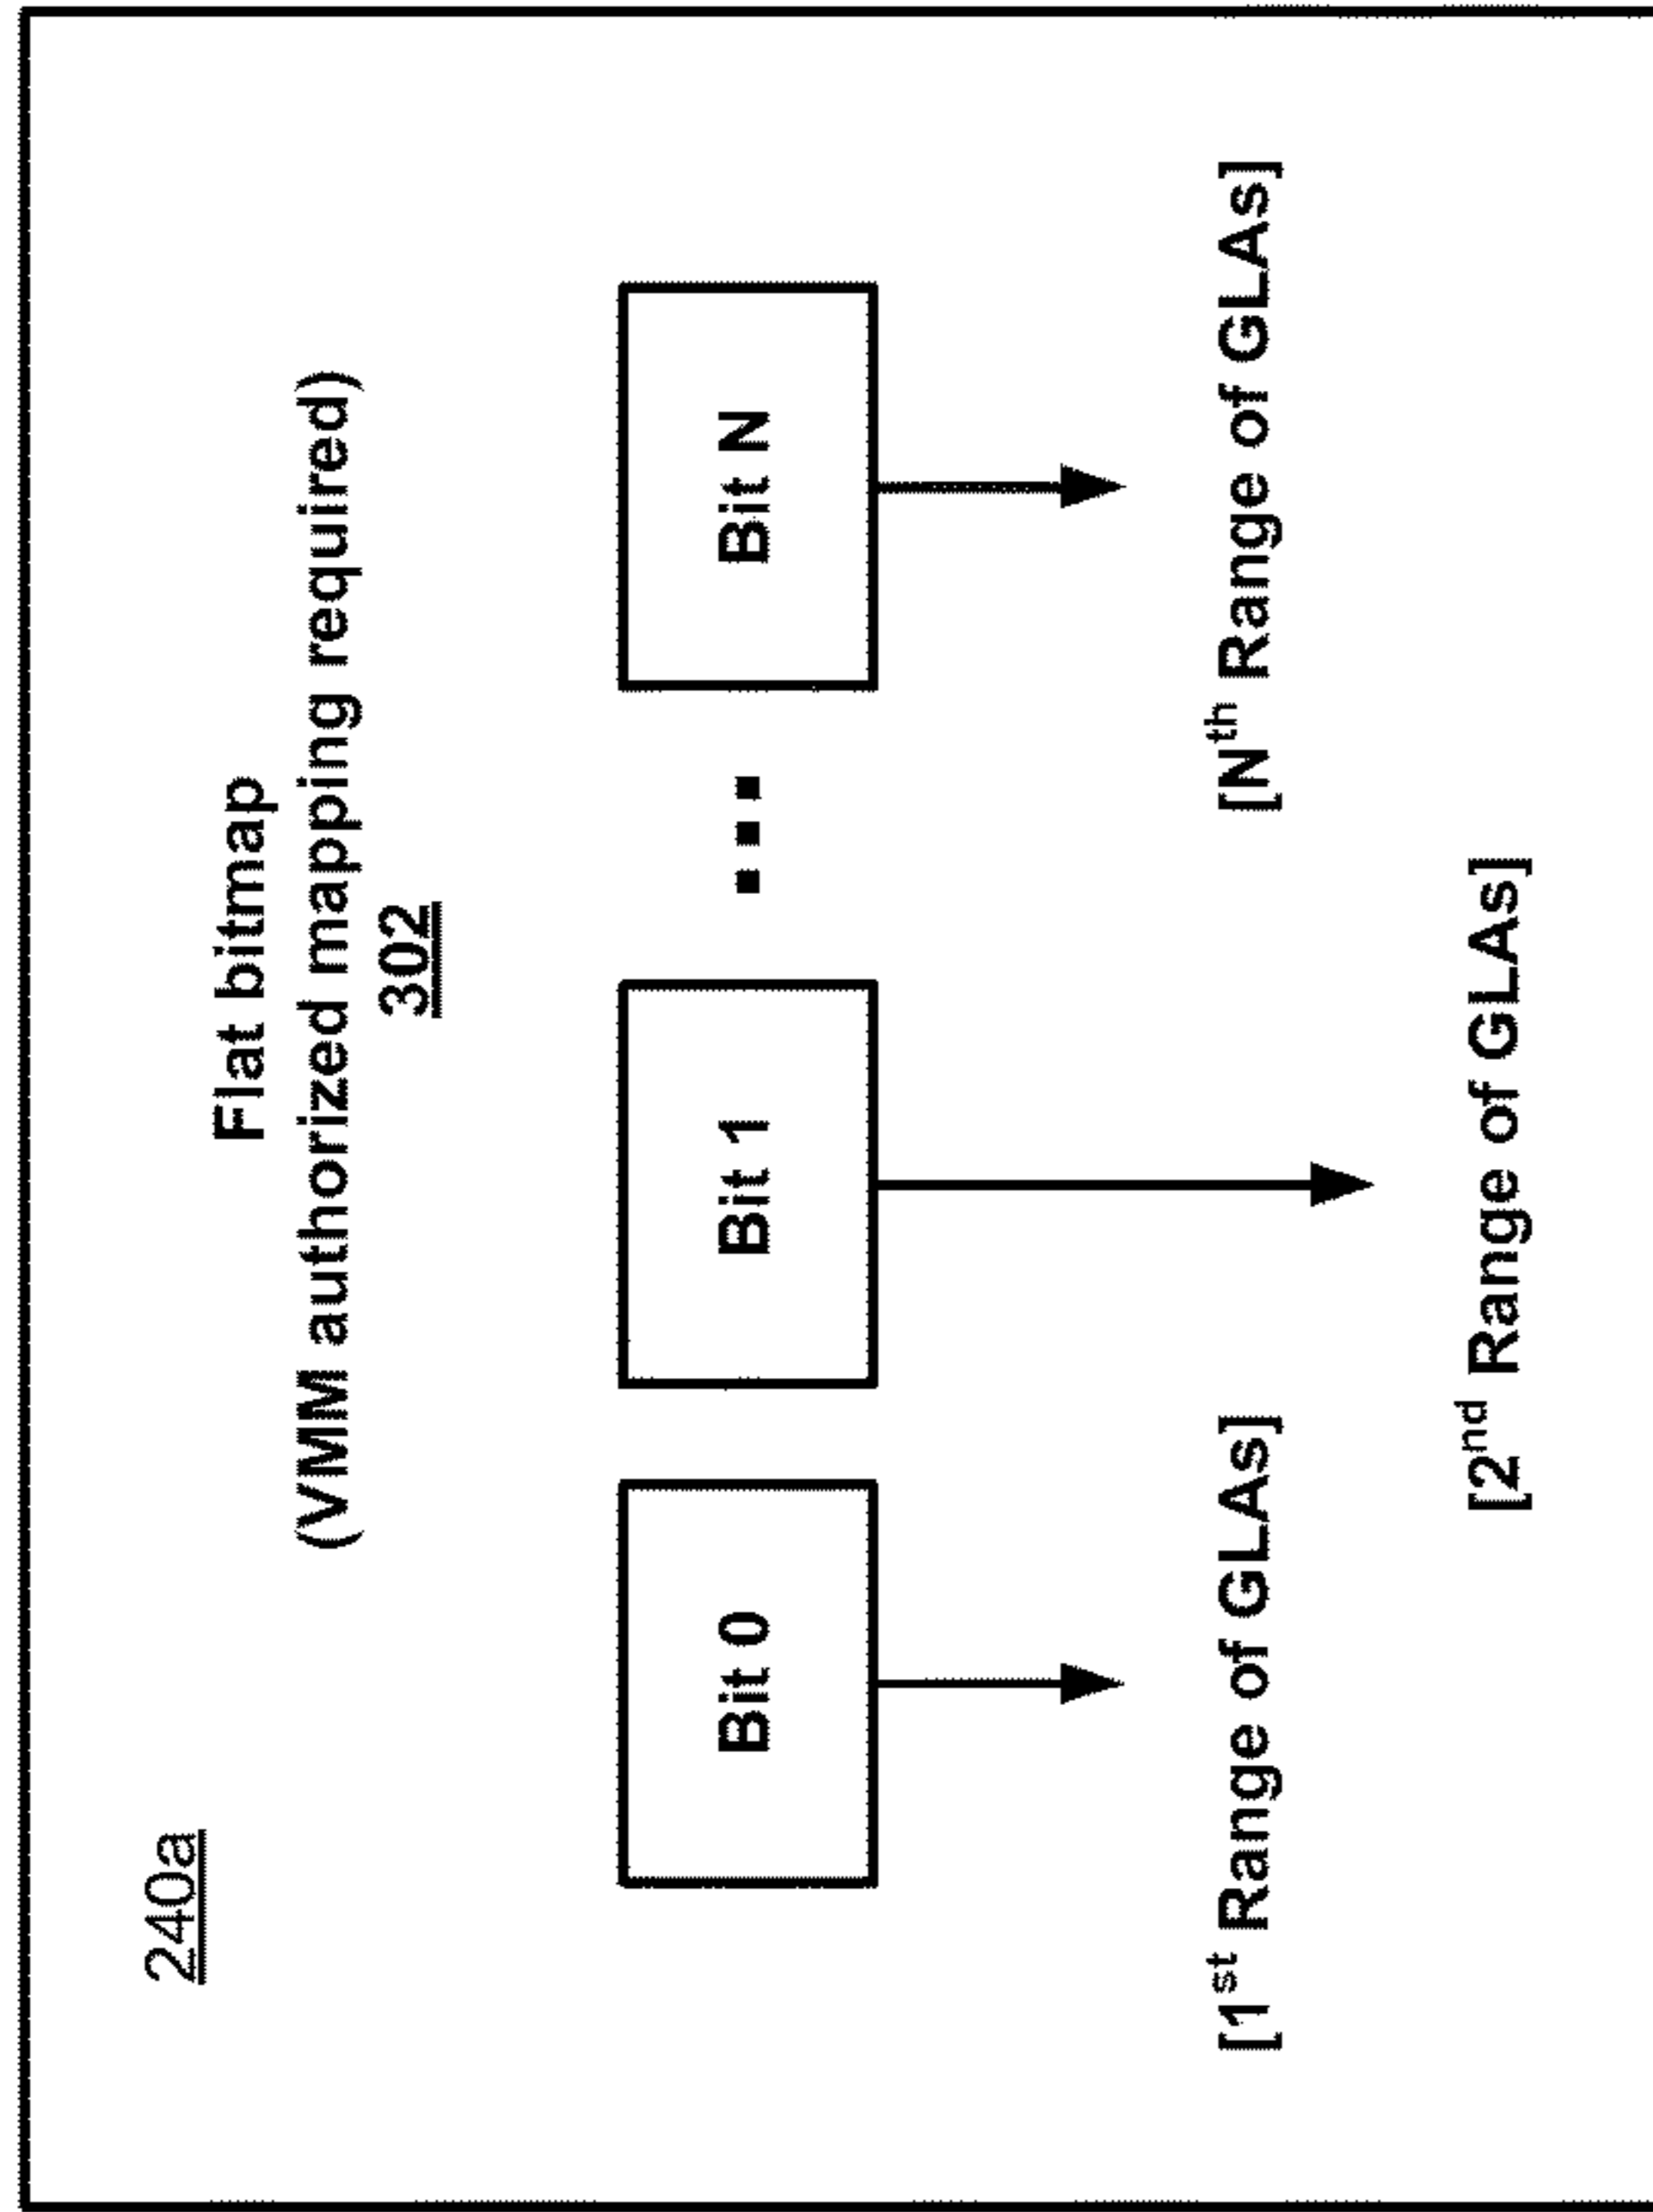 240a
Flat bitmap
(VMM authorized mapping required)
302
Bit 0
Bit 1
...
Bit N
[1st Range of GLAs]
[Nth Range of GLAs]
[2nd Range of GLAs]